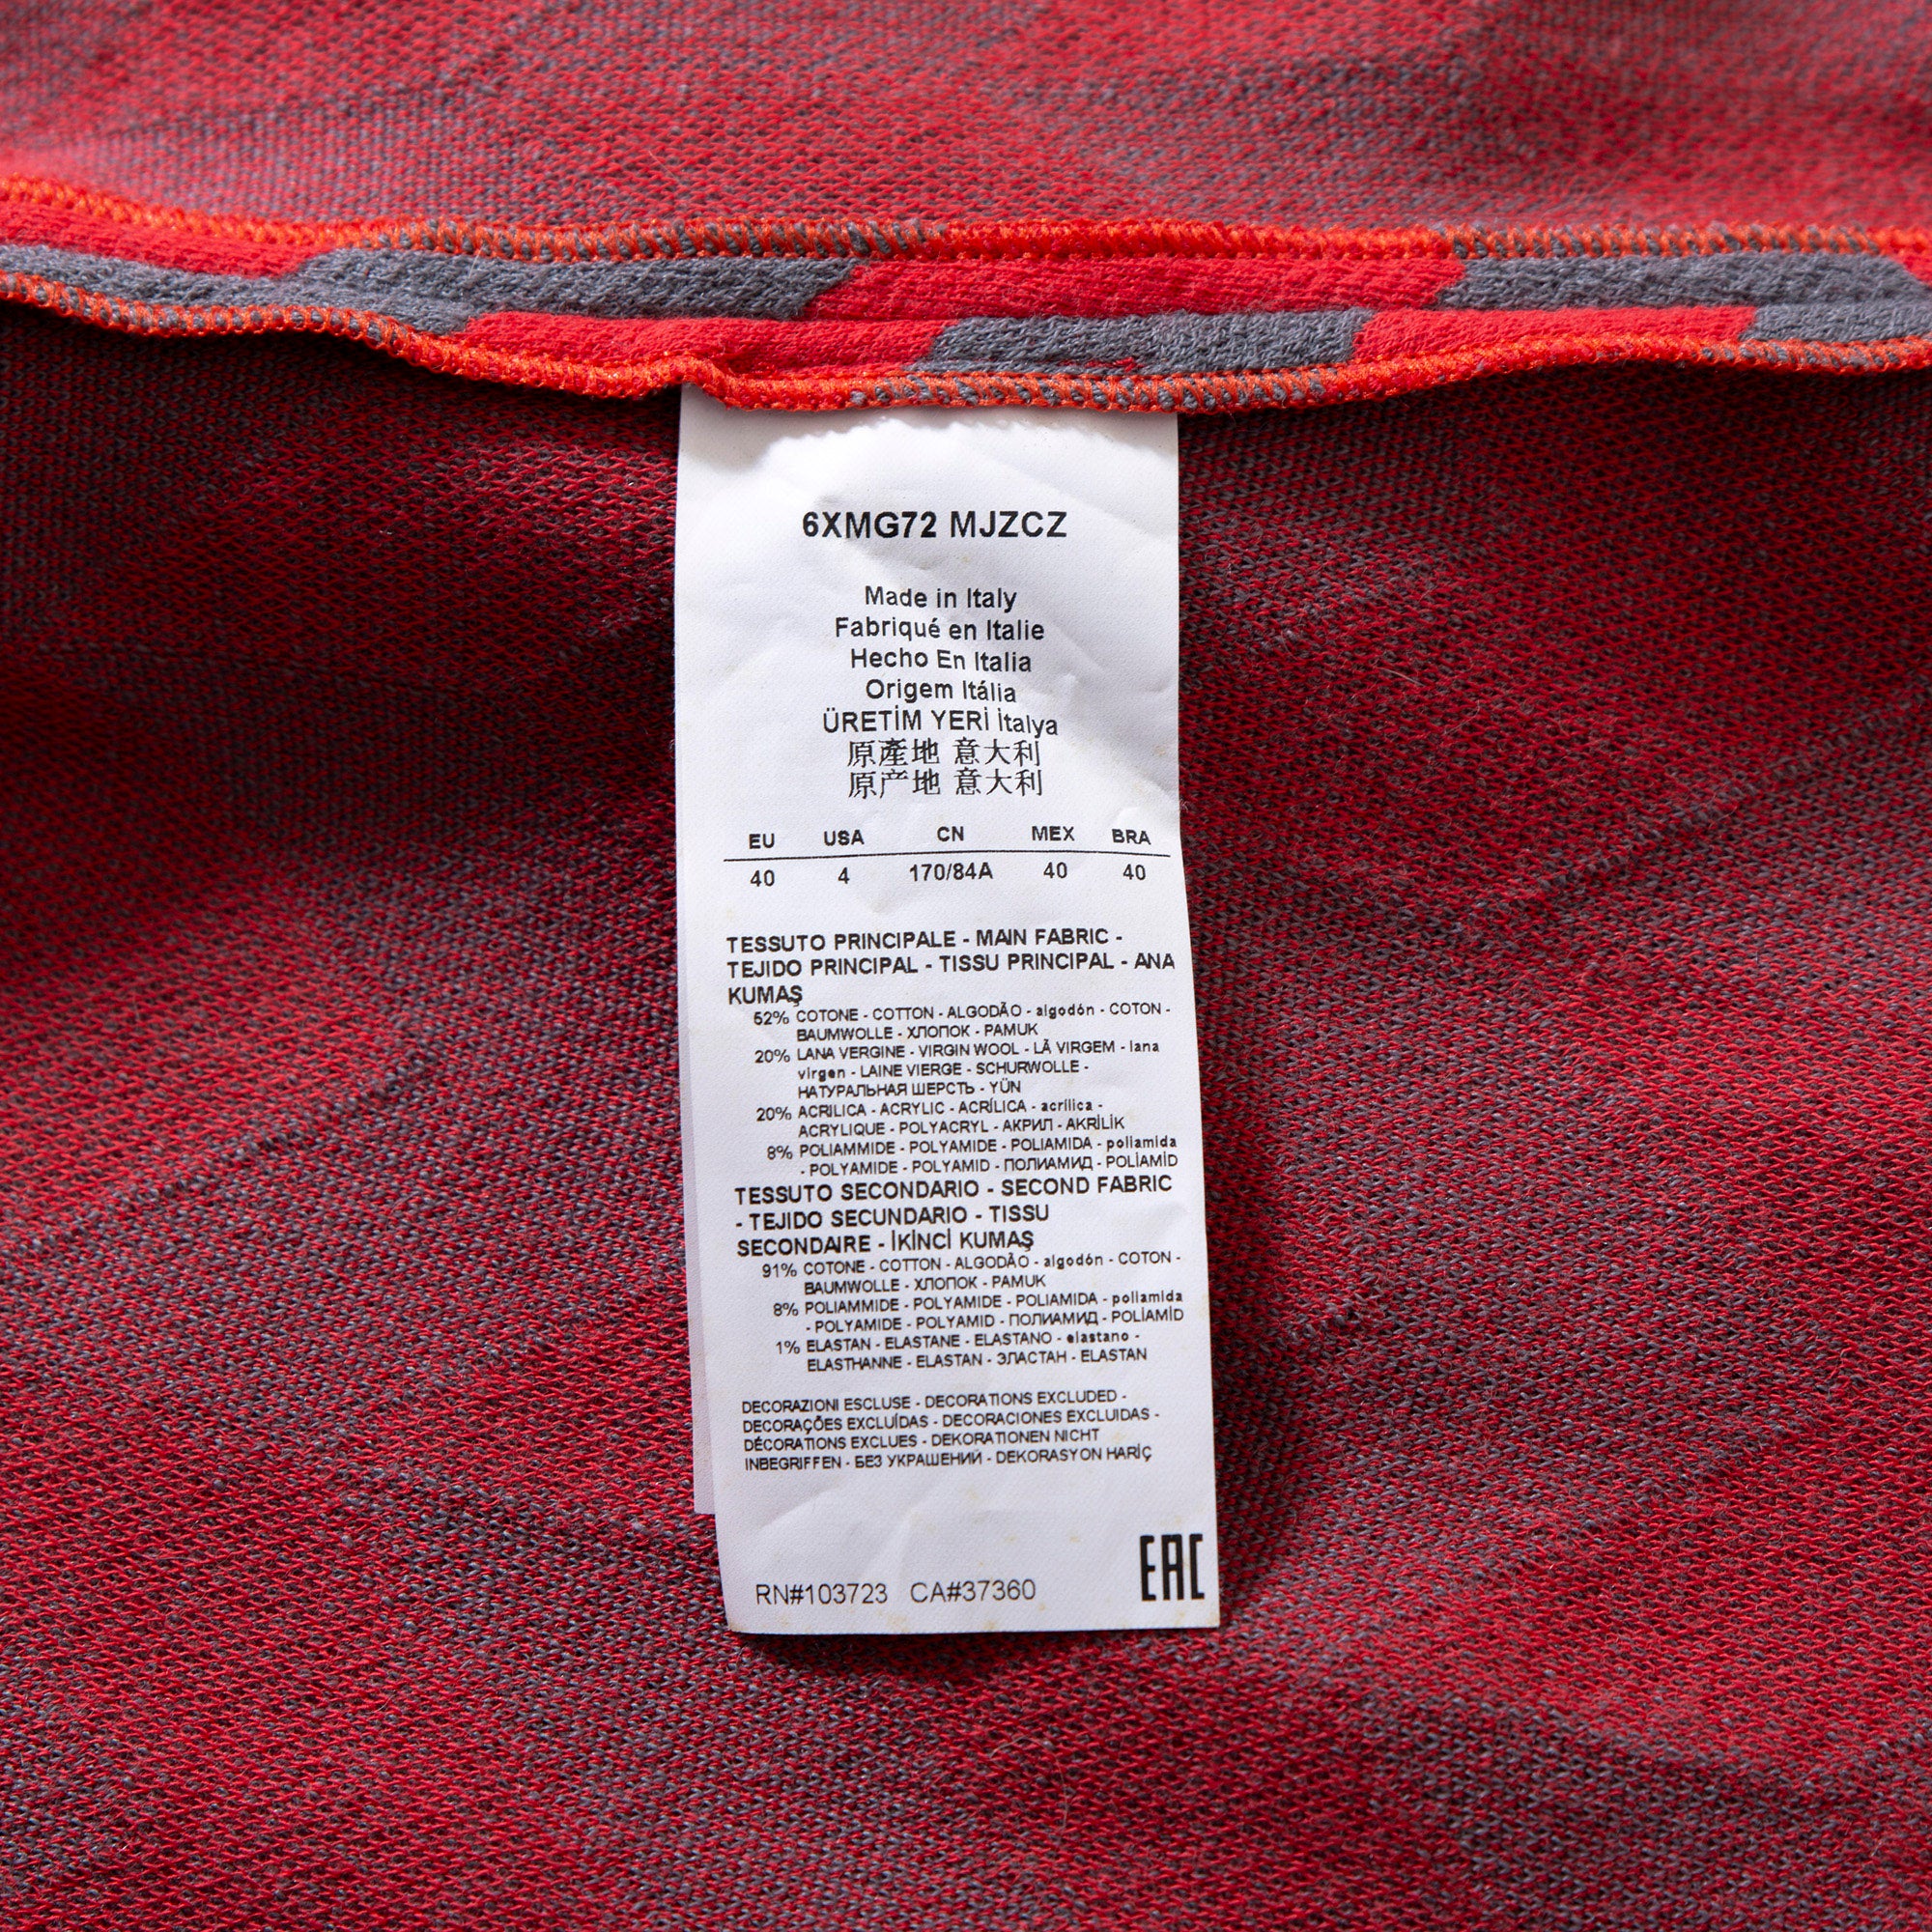 6XMG72 MJZCZ
Made in Italy
Fabriqué en Italie
Hecho En Italia
Origem Itália
ÜRETİM YERİ İtalya
原產地 意大利
原产地 意大利
EU USA CN MEX BRA
40 4 170/84A 40 40
TESSUTO PRINCIPALE - MAIN FABRIC -
TEJIDO PRINCIPAL - TISSU PRINCIPAL - ANA
KUMAŞ
52% COTONE - COTTON - ALGODÃO - algodón - COTON -
BAUMWOLLE - ХЛОПОК - PAMUK
20% LANA VERGINE - VIRGIN WOOL - LÃ VIRGEM - lana
virgen - LAINE VIERGE - SCHURWOLLE -
НАТУРАЛЬНАЯ ШЕРСТЬ - YÜN
20% ACRILICA - ACRYLIC - ACRÍLICA - acrílica -
ACRYLIQUE - POLYACRYL - АКРИЛ - AKRİLİK
8% POLIAMMIDE - POLYAMIDE - POLIAMIDA - poliamida
- POLYAMIDE - POLYAMID - ПОЛИАМИД - POLİAMİD
TESSUTO SECONDARIO - SECOND FABRIC
- TEJIDO SECUNDARIO - TISSU
SECONDAIRE - İKİNCİ KUMAŞ
91% COTONE - COTTON - ALGODÃO - algodón - COTON -
BAUMWOLLE - ХЛОПОК - PAMUK
8% POLIAMMIDE - POLYAMIDE - POLIAMIDA - poliamida
- POLYAMIDE - POLYAMID - ПОЛИАМИД - POLİAMİD
1% ELASTAN - ELASTANE - ELASTANO - elastano -
ELASTHANNE - ELASTAN - ЭЛАСТАН - ELASTAN
DECORAZIONI ESCLUSE - DECORATIONS EXCLUDED -
DECORAÇÕES EXCLUÍDAS - DECORACIONES EXCLUIDAS -
DÉCORATIONS EXCLUES - DEKORATIONEN NICHT
INBEGRIFFEN - БЕЗ УКРАШЕНИЙ - DEKORASYON HARİÇ
RN#103723 CA#37360 EAC